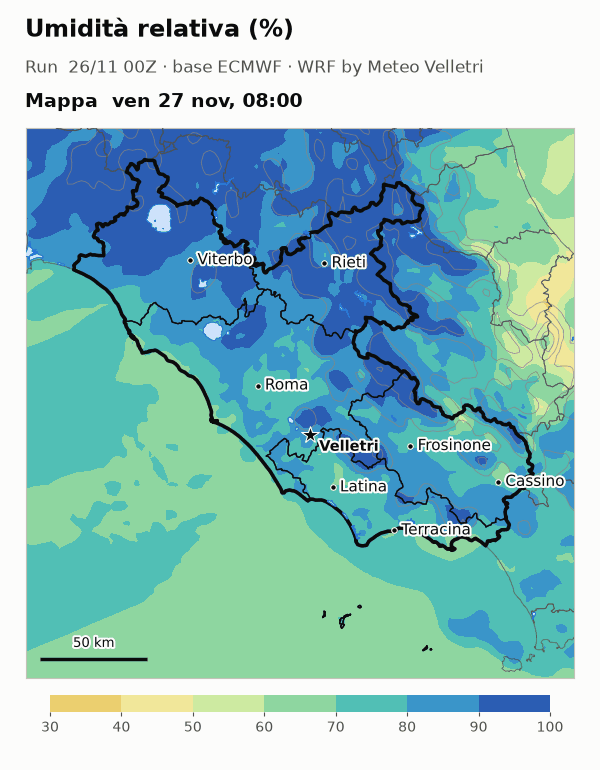 Umidità relativa (%)
Run  26/11 00Z · base ECMWF · WRF by Meteo Velletri
Mappa  ven 27 nov, 08:00
Viterbo
Rieti
Roma
Velletri
Frosinone
Latina
Cassino
Terracina
50 km
30 40 50 60 70 80 90 100